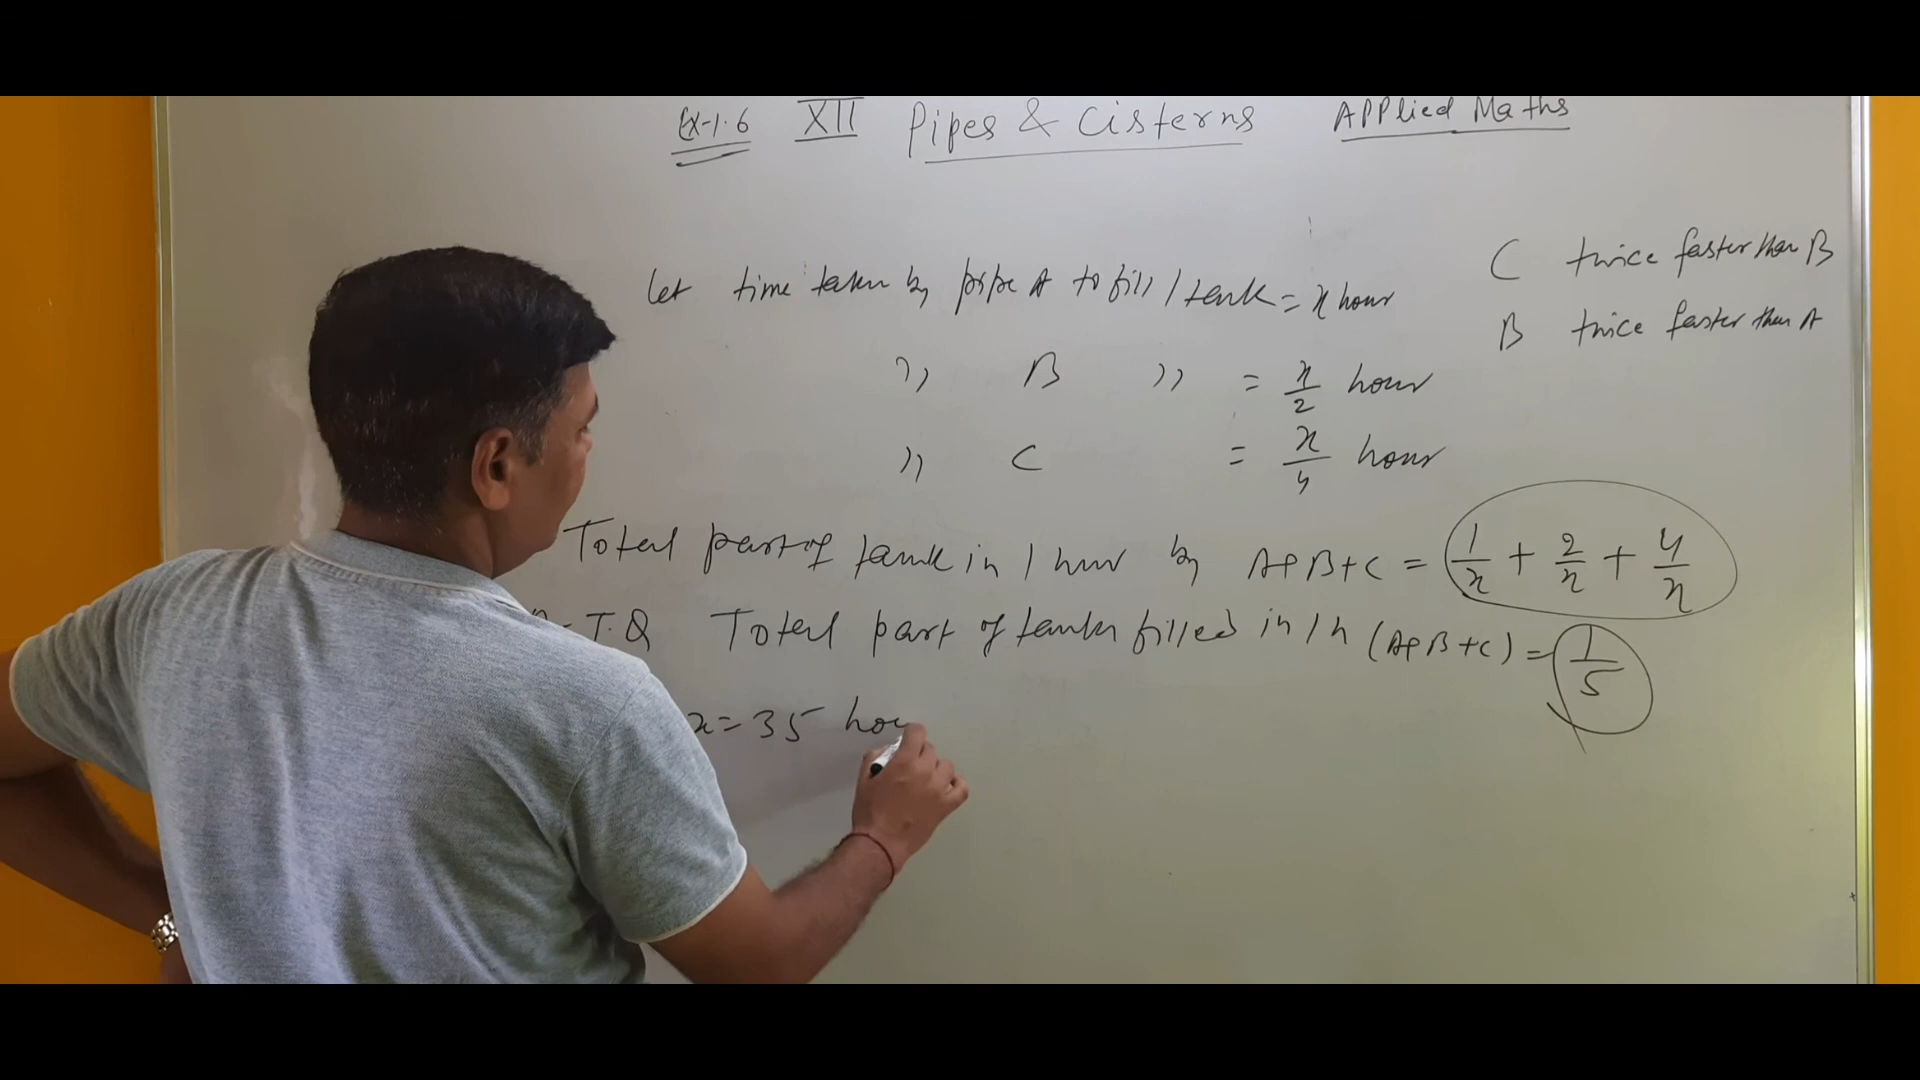 Ex-1.6 XII Pipes & Cisterns Applied Maths
C twice faster than B
B twice faster than A
let time taken by pipe A to fill 1 tank = x hour
,, B ,, = x/2 hour
,, C = x/4 hour
Total part of tank in 1 hour by A+B+C = 1/x + 2/x + 4/x
T.Q Total part of tank filled in 1 h (A+B+C) = 1/5
x = 35 hou